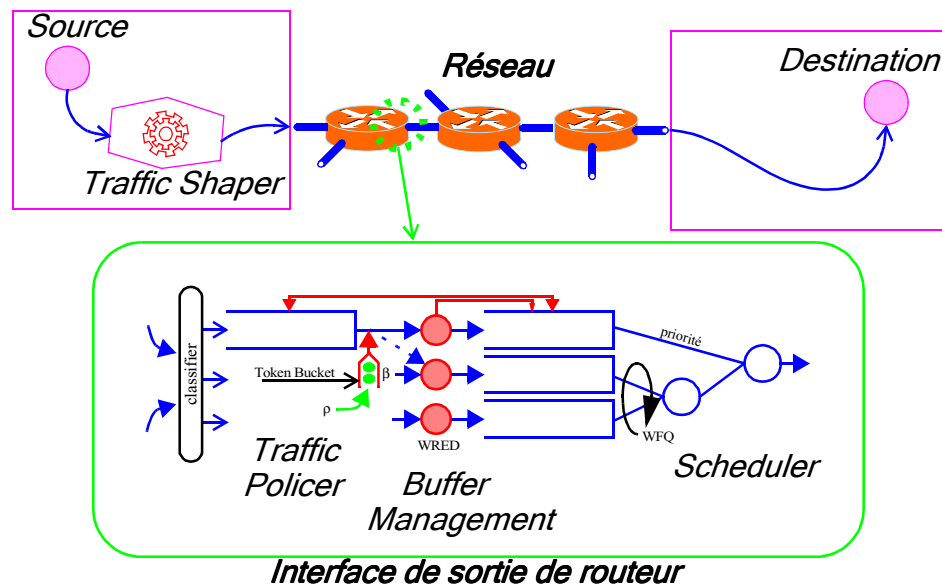 Source
Réseau
Destination
Traffic Shaper
classifier
priorité
Token Bucket
β
ρ
WRED
WFQ
Traffic
Policer
Buffer
Management
Scheduler
Interface de sortie de routeur